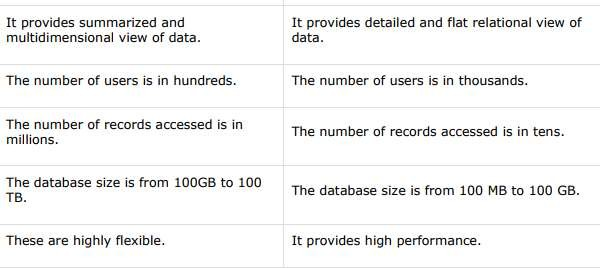 It provides summarized and
multidimensional view of data.
It provides detailed and flat relational view of
data.
The number of users is in hundreds.
The number of users is in thousands.
The number of records accessed is in
millions.
The number of records accessed is in tens.
The database size is from 100GB to 100
TB.
The database size is from 100 MB to 100 GB.
These are highly flexible.
It provides high performance.